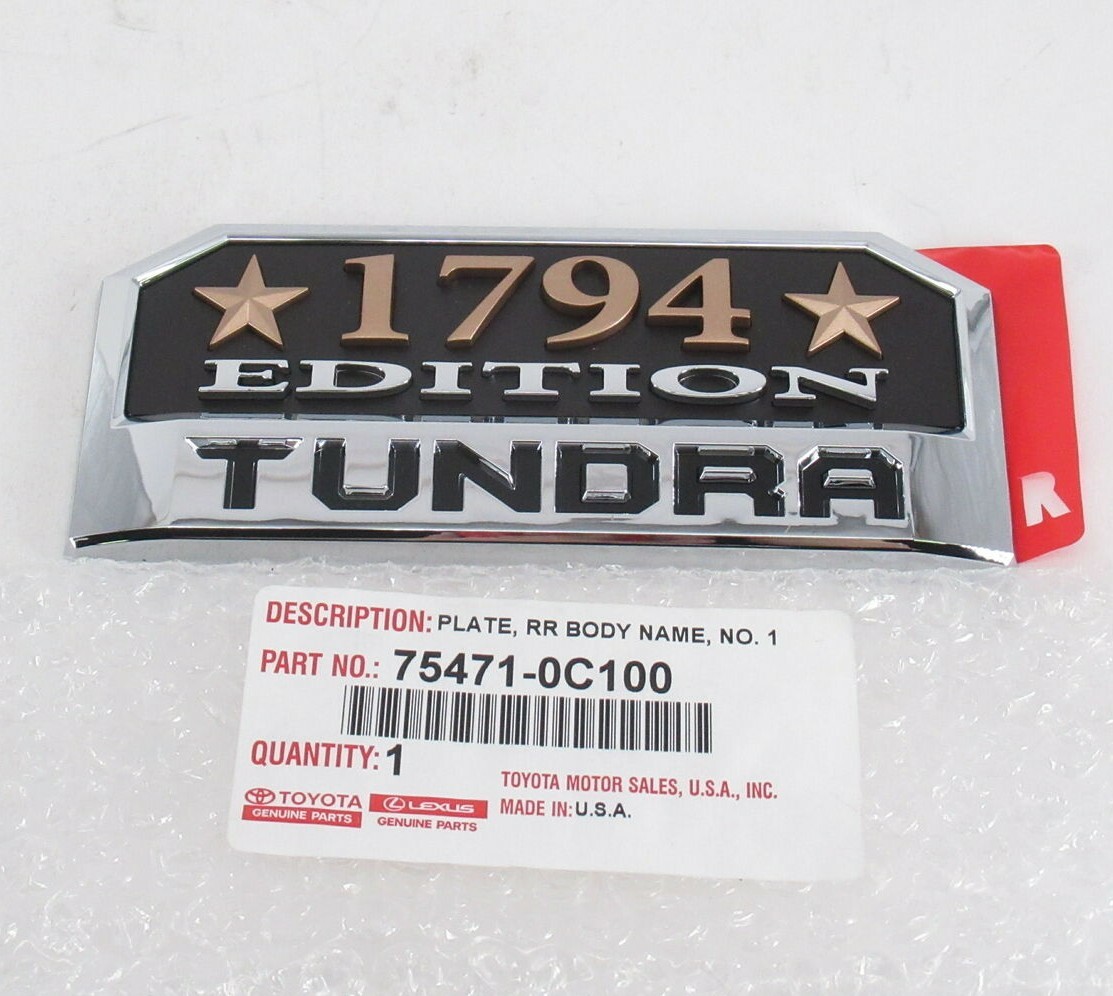 1794
EDITION
TUNDRA
R
DESCRIPTION: PLATE, RR BODY NAME, NO. 1
PART NO.: 75471-0C100
QUANTITY: 1
TOYOTA MOTOR SALES, U.S.A., INC.
MADE IN: U.S.A.
TOYOTA
GENUINE PARTS
LEXUS
GENUINE PARTS